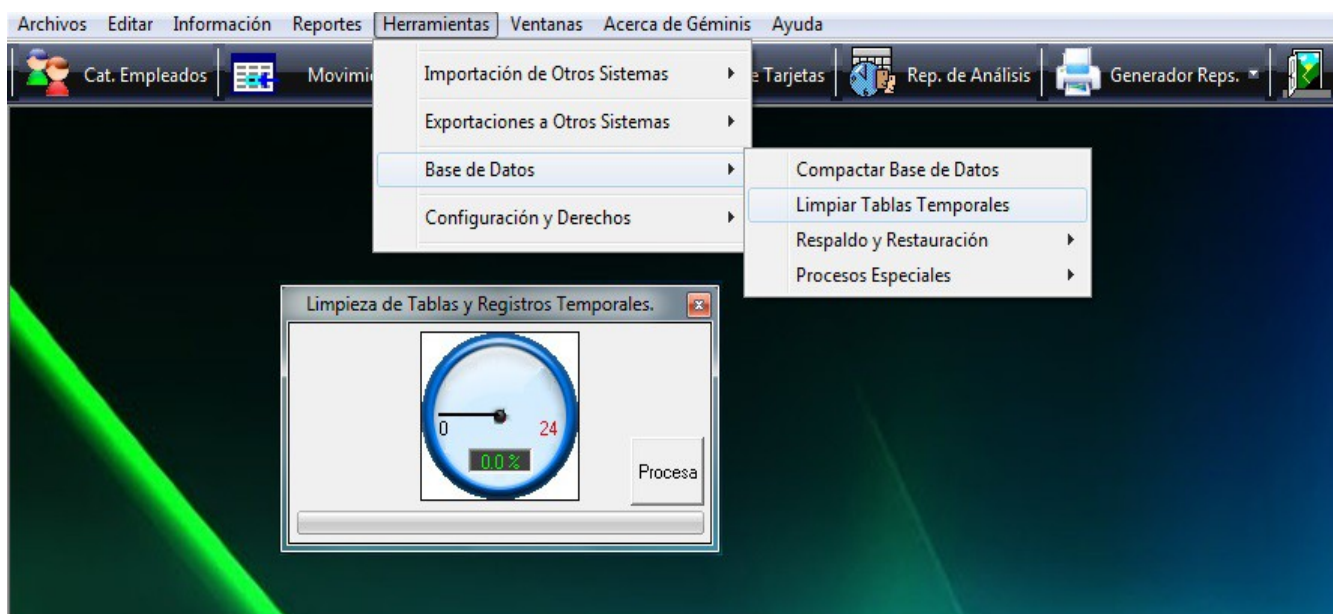 Archivos Editar Información Reportes Herramientas Ventanas Acerca de Géminis Ayuda
Cat. Empleados Tarjetas Rep. de Análisis Generador Reps.
Importación de Otros Sistemas
Exportaciones a Otros Sistemas
Base de Datos
Configuración y Derechos
Compactar Base de Datos
Limpiar Tablas Temporales
Respaldo y Restauración
Procesos Especiales
Limpieza de Tablas y Registros Temporales.
0 24
0.0 %
Procesa